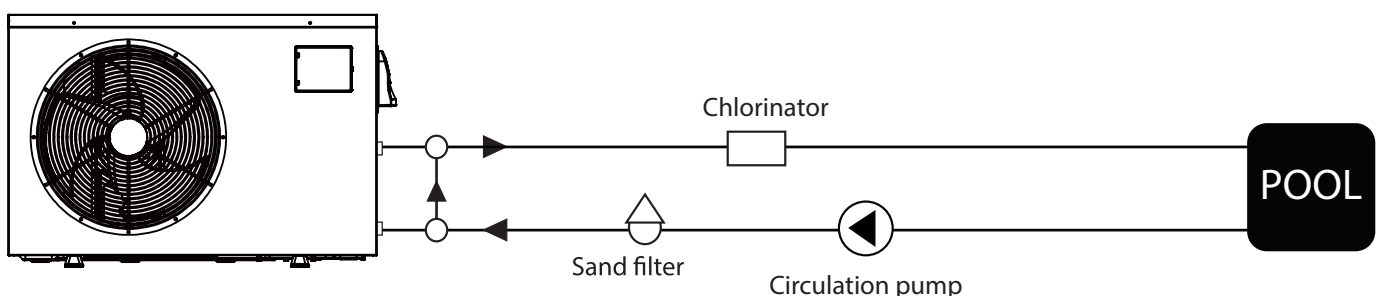 Chlorinator
POOL
Sand filter
Circulation pump